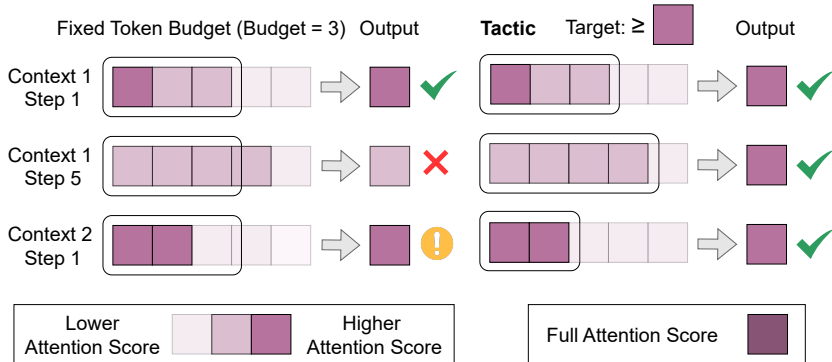 Fixed Token Budget (Budget = 3) Output
Tactic Target: ≥ Output
Context 1
Step 1
Context 1
Step 5
Context 2
Step 1
Lower
Attention Score
Higher
Attention Score
Full Attention Score